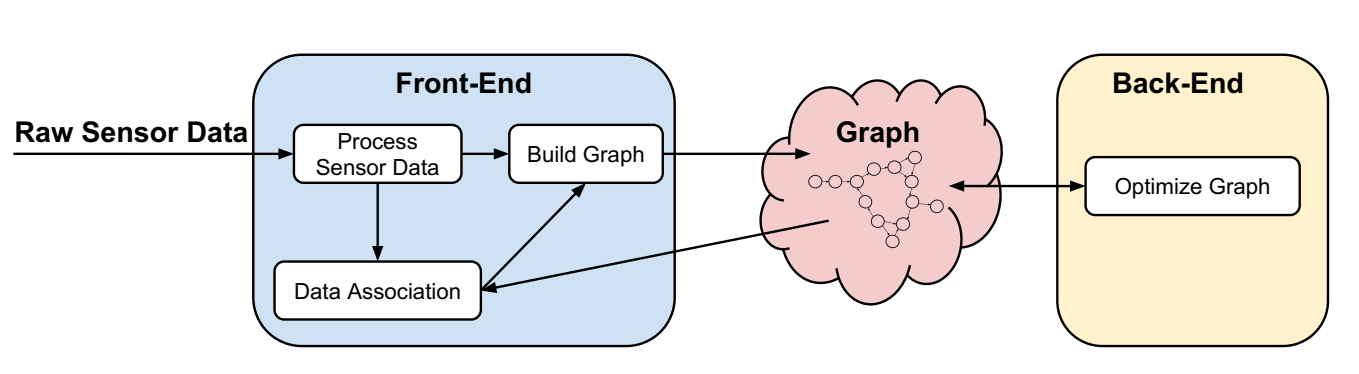 Raw Sensor Data
Front-End
Process
Sensor Data
Build Graph
Data Association
Graph
Back-End
Optimize Graph